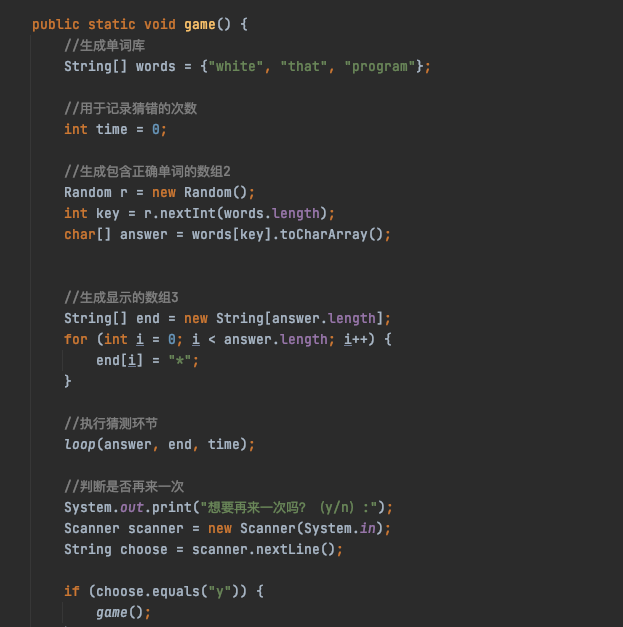 public static void game() {
//生成单词库
String[] words = {"white", "that", "program"};
//用于记录猜错的次数
int time = 0;
//生成包含正确单词的数组2
Random r = new Random();
int key = r.nextInt(words.length);
char[] answer = words[key].toCharArray();
//生成显示的数组3
String[] end = new String[answer.length];
for (int i = 0; i < answer.length; i++) {
end[i] = "*";
}
//执行猜测环节
loop(answer, end, time);
//判断是否再来一次
System.out.print("想要再来一次吗？（y/n）:");
Scanner scanner = new Scanner(System.in);
String choose = scanner.nextLine();
if (choose.equals("y")) {
game();